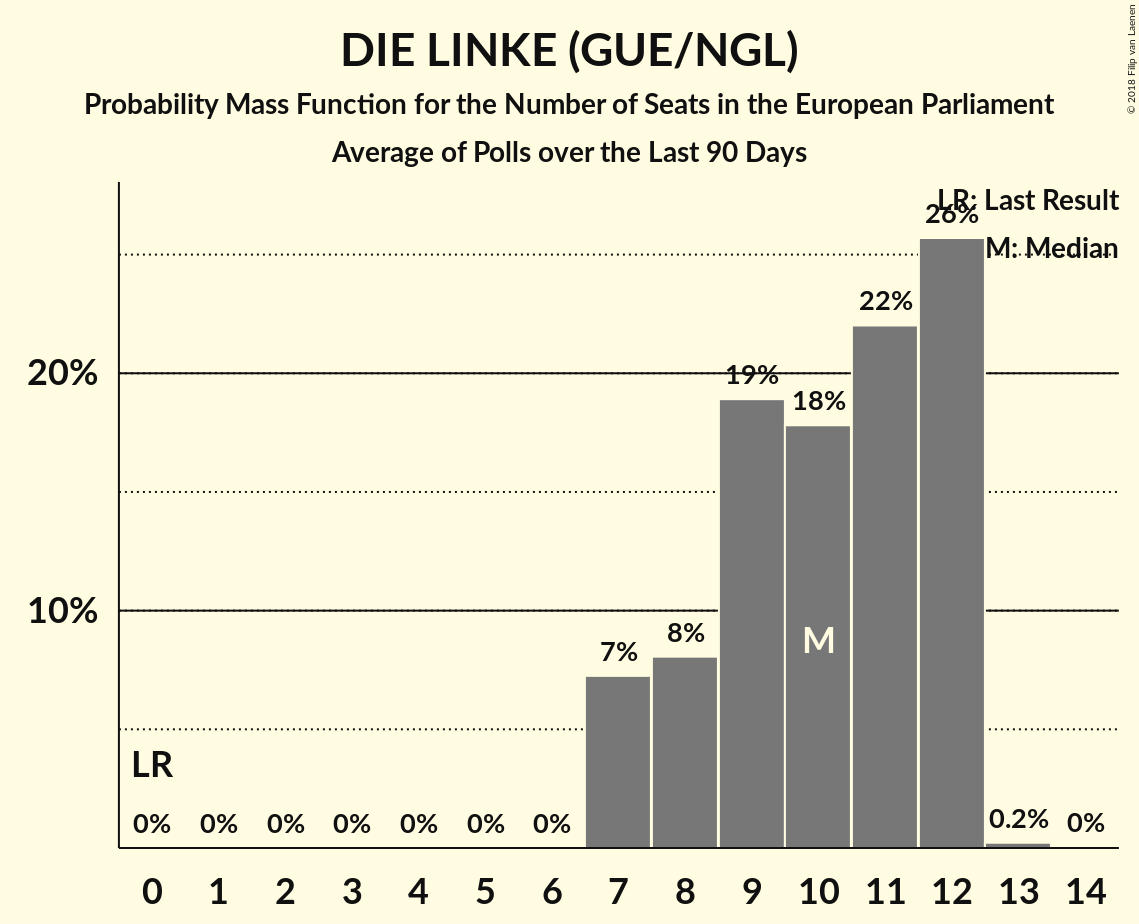 DIE LINKE (GUE/NGL)
Probability Mass Function for the Number of Seats in the European Parliament
Average of Polls over the Last 90 Days
© 2018 Filip van Laenen
LR: Last Result
M: Median
26%
22%
20%
19%
18%
10%
8%
7%
M
LR
0% 0% 0% 0% 0% 0% 0% 0.2% 0%
0 1 2 3 4 5 6 7 8 9 10 11 12 13 14